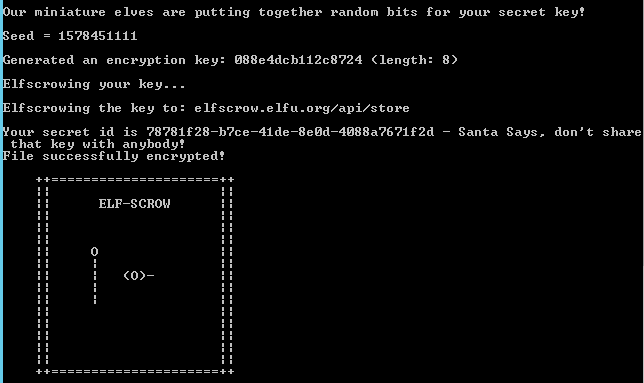 Our miniature elves are putting together random bits for your secret key!
Seed = 1578451111
Generated an encryption key: 088e4dcb112c8724 (length: 8)
Elfscrowing your key...
Elfscrowing the key to: elfscrow.elfu.org/api/store
Your secret id is 78781f28-b7ce-41de-8e0d-4088a7671f2d - Santa Says, don't share
that key with anybody!
File successfully encrypted!
++=====================++
||                     ||
||      ELF-SCROW      ||
||                     ||
||                     ||
||                     ||
||     O               ||
||     |               ||
||     |   (O)-        ||
||     |               ||
||     |               ||
||                     ||
||                     ||
||                     ||
||                     ||
||                     ||
++=====================++